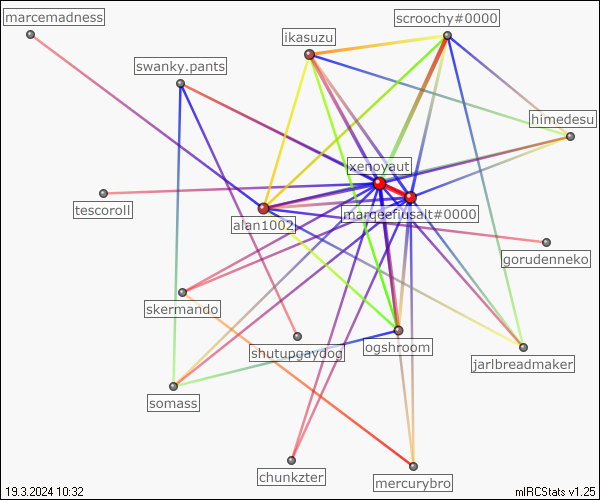 marcemadness
scroochy#0000
ikasuzu
swanky.pants
himedesu
ixenoyaut
tescoroll
margeefiusalt#0000
alan1002
gorudenneko
skermando
ogshroom
shutupgaydog
jarlbreadmaker
somass
chunkzter
mercurybro
19.3.2024 10:32
mIRCStats v1.25